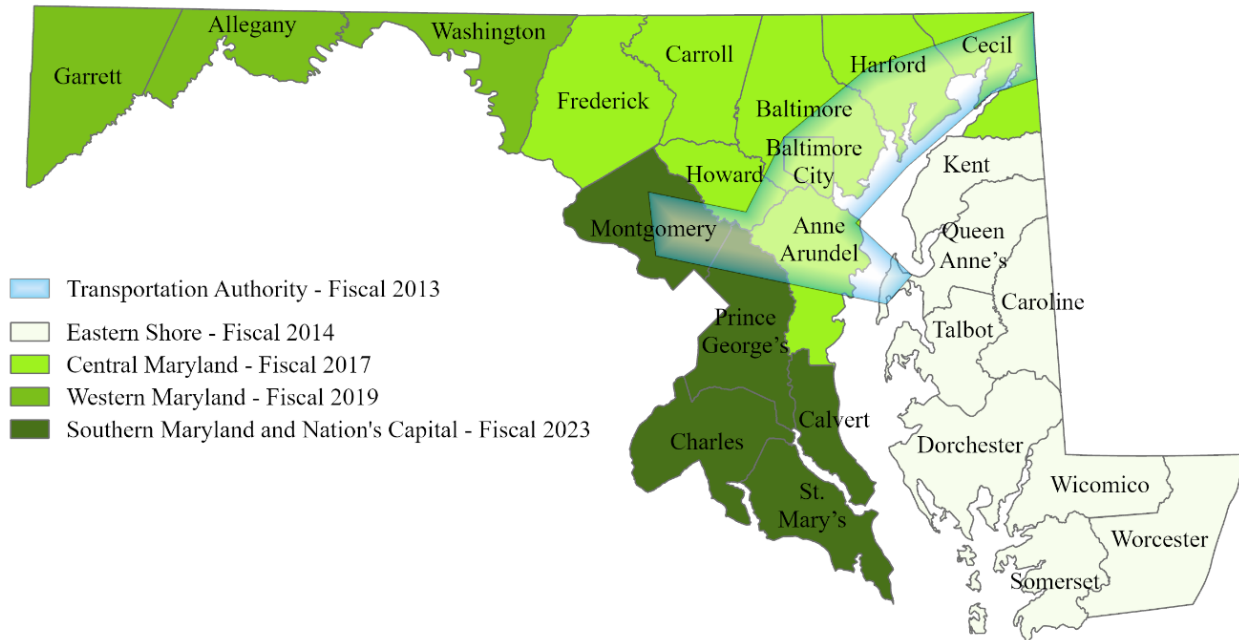 Allegany
Washington
Garrett
Carroll
Cecil
Harford
Frederick
Baltimore
Baltimore
City
Howard
Kent
Montgomery
Anne
Arundel
Queen
Anne’s
Transportation Authority - Fiscal 2013
Eastern Shore - Fiscal 2014
Central Maryland - Fiscal 2017
Western Maryland - Fiscal 2019
Southern Maryland and Nation's Capital - Fiscal 2023
Caroline
Talbot
Prince
George’s
Calvert
Charles
Dorchester
St.
Mary’s
Wicomico
Worcester
Somerset